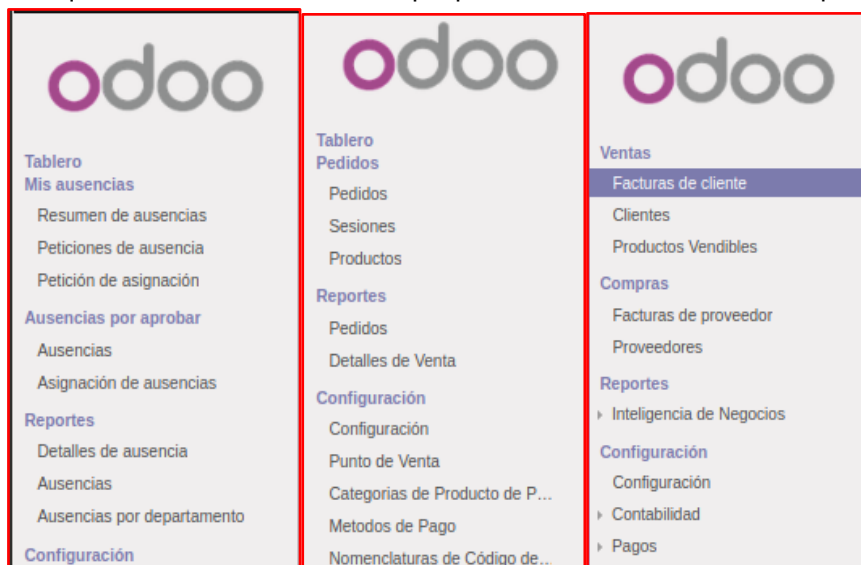 odoo
Tablero
Mis ausencias
Resumen de ausencias
Peticiones de ausencia
Petición de asignación
Ausencias por aprobar
Ausencias
Asignación de ausencias
Reportes
Detalles de ausencia
Ausencias
Ausencias por departamento
Configuración
odoo
Tablero
Pedidos
Pedidos
Sesiones
Productos
Reportes
Pedidos
Detalles de Venta
Configuración
Configuración
Punto de Venta
Categorias de Producto de P...
Metodos de Pago
Nomenclaturas de Código de...
odoo
Ventas
Facturas de cliente
Clientes
Productos Vendibles
Compras
Facturas de proveedor
Proveedores
Reportes
Inteligencia de Negocios
Configuración
Configuración
Contabilidad
Pagos